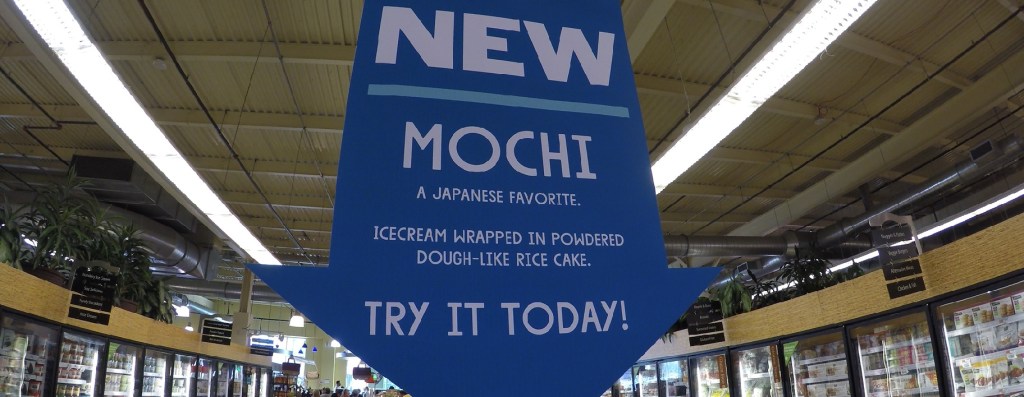 NEW
MOCHI
A JAPANESE FAVORITE.
ICECREAM WRAPPED IN POWDERED
DOUGH-LIKE RICE CAKE.
TRY IT TODAY!